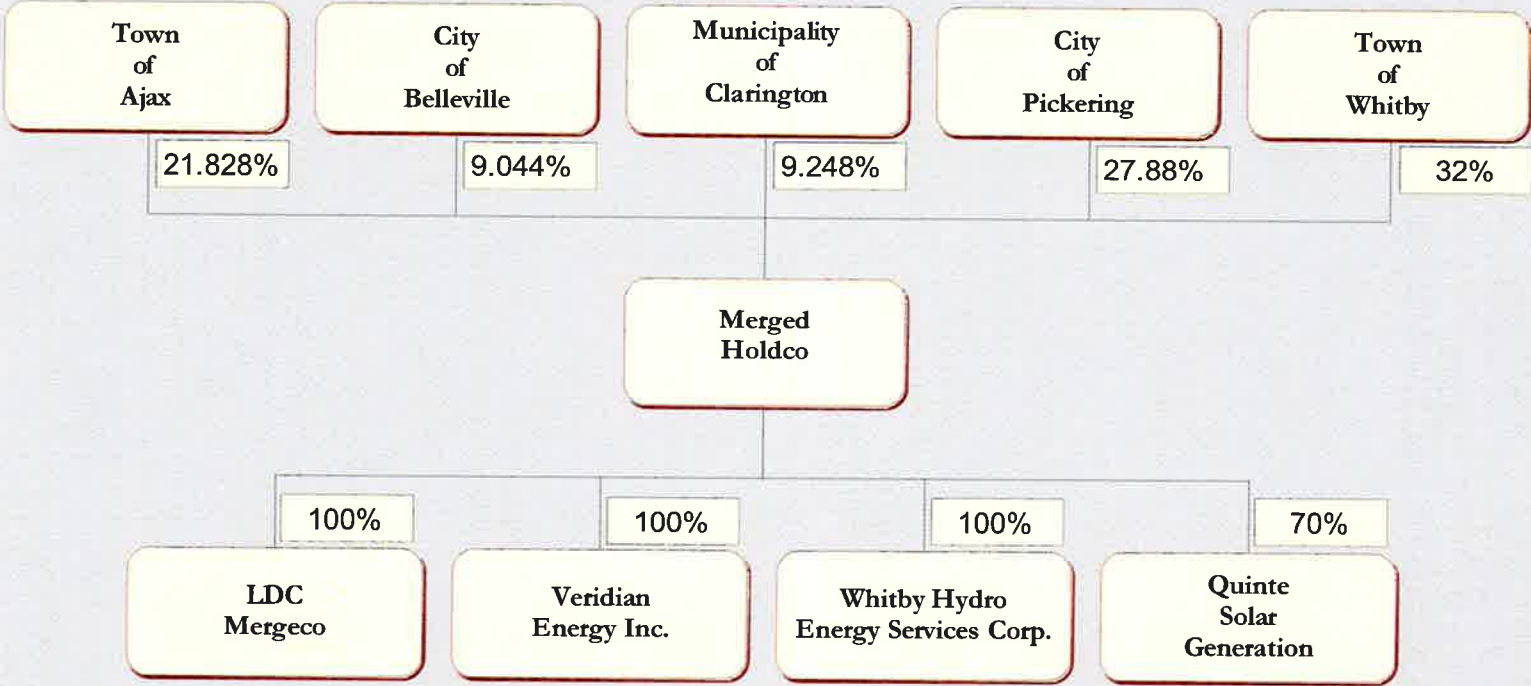 Town
of
Ajax
City
of
Belleville
Municipality
of
Clarington
City
of
Pickering
Town
of
Whitby
21.828%
9.044%
9.248%
27.88%
32%
Merged
Holdco
100%
100%
100%
70%
LDC
Mergeco
Veridian
Energy Inc.
Whitby Hydro
Energy Services Corp.
Quinte
Solar
Generation